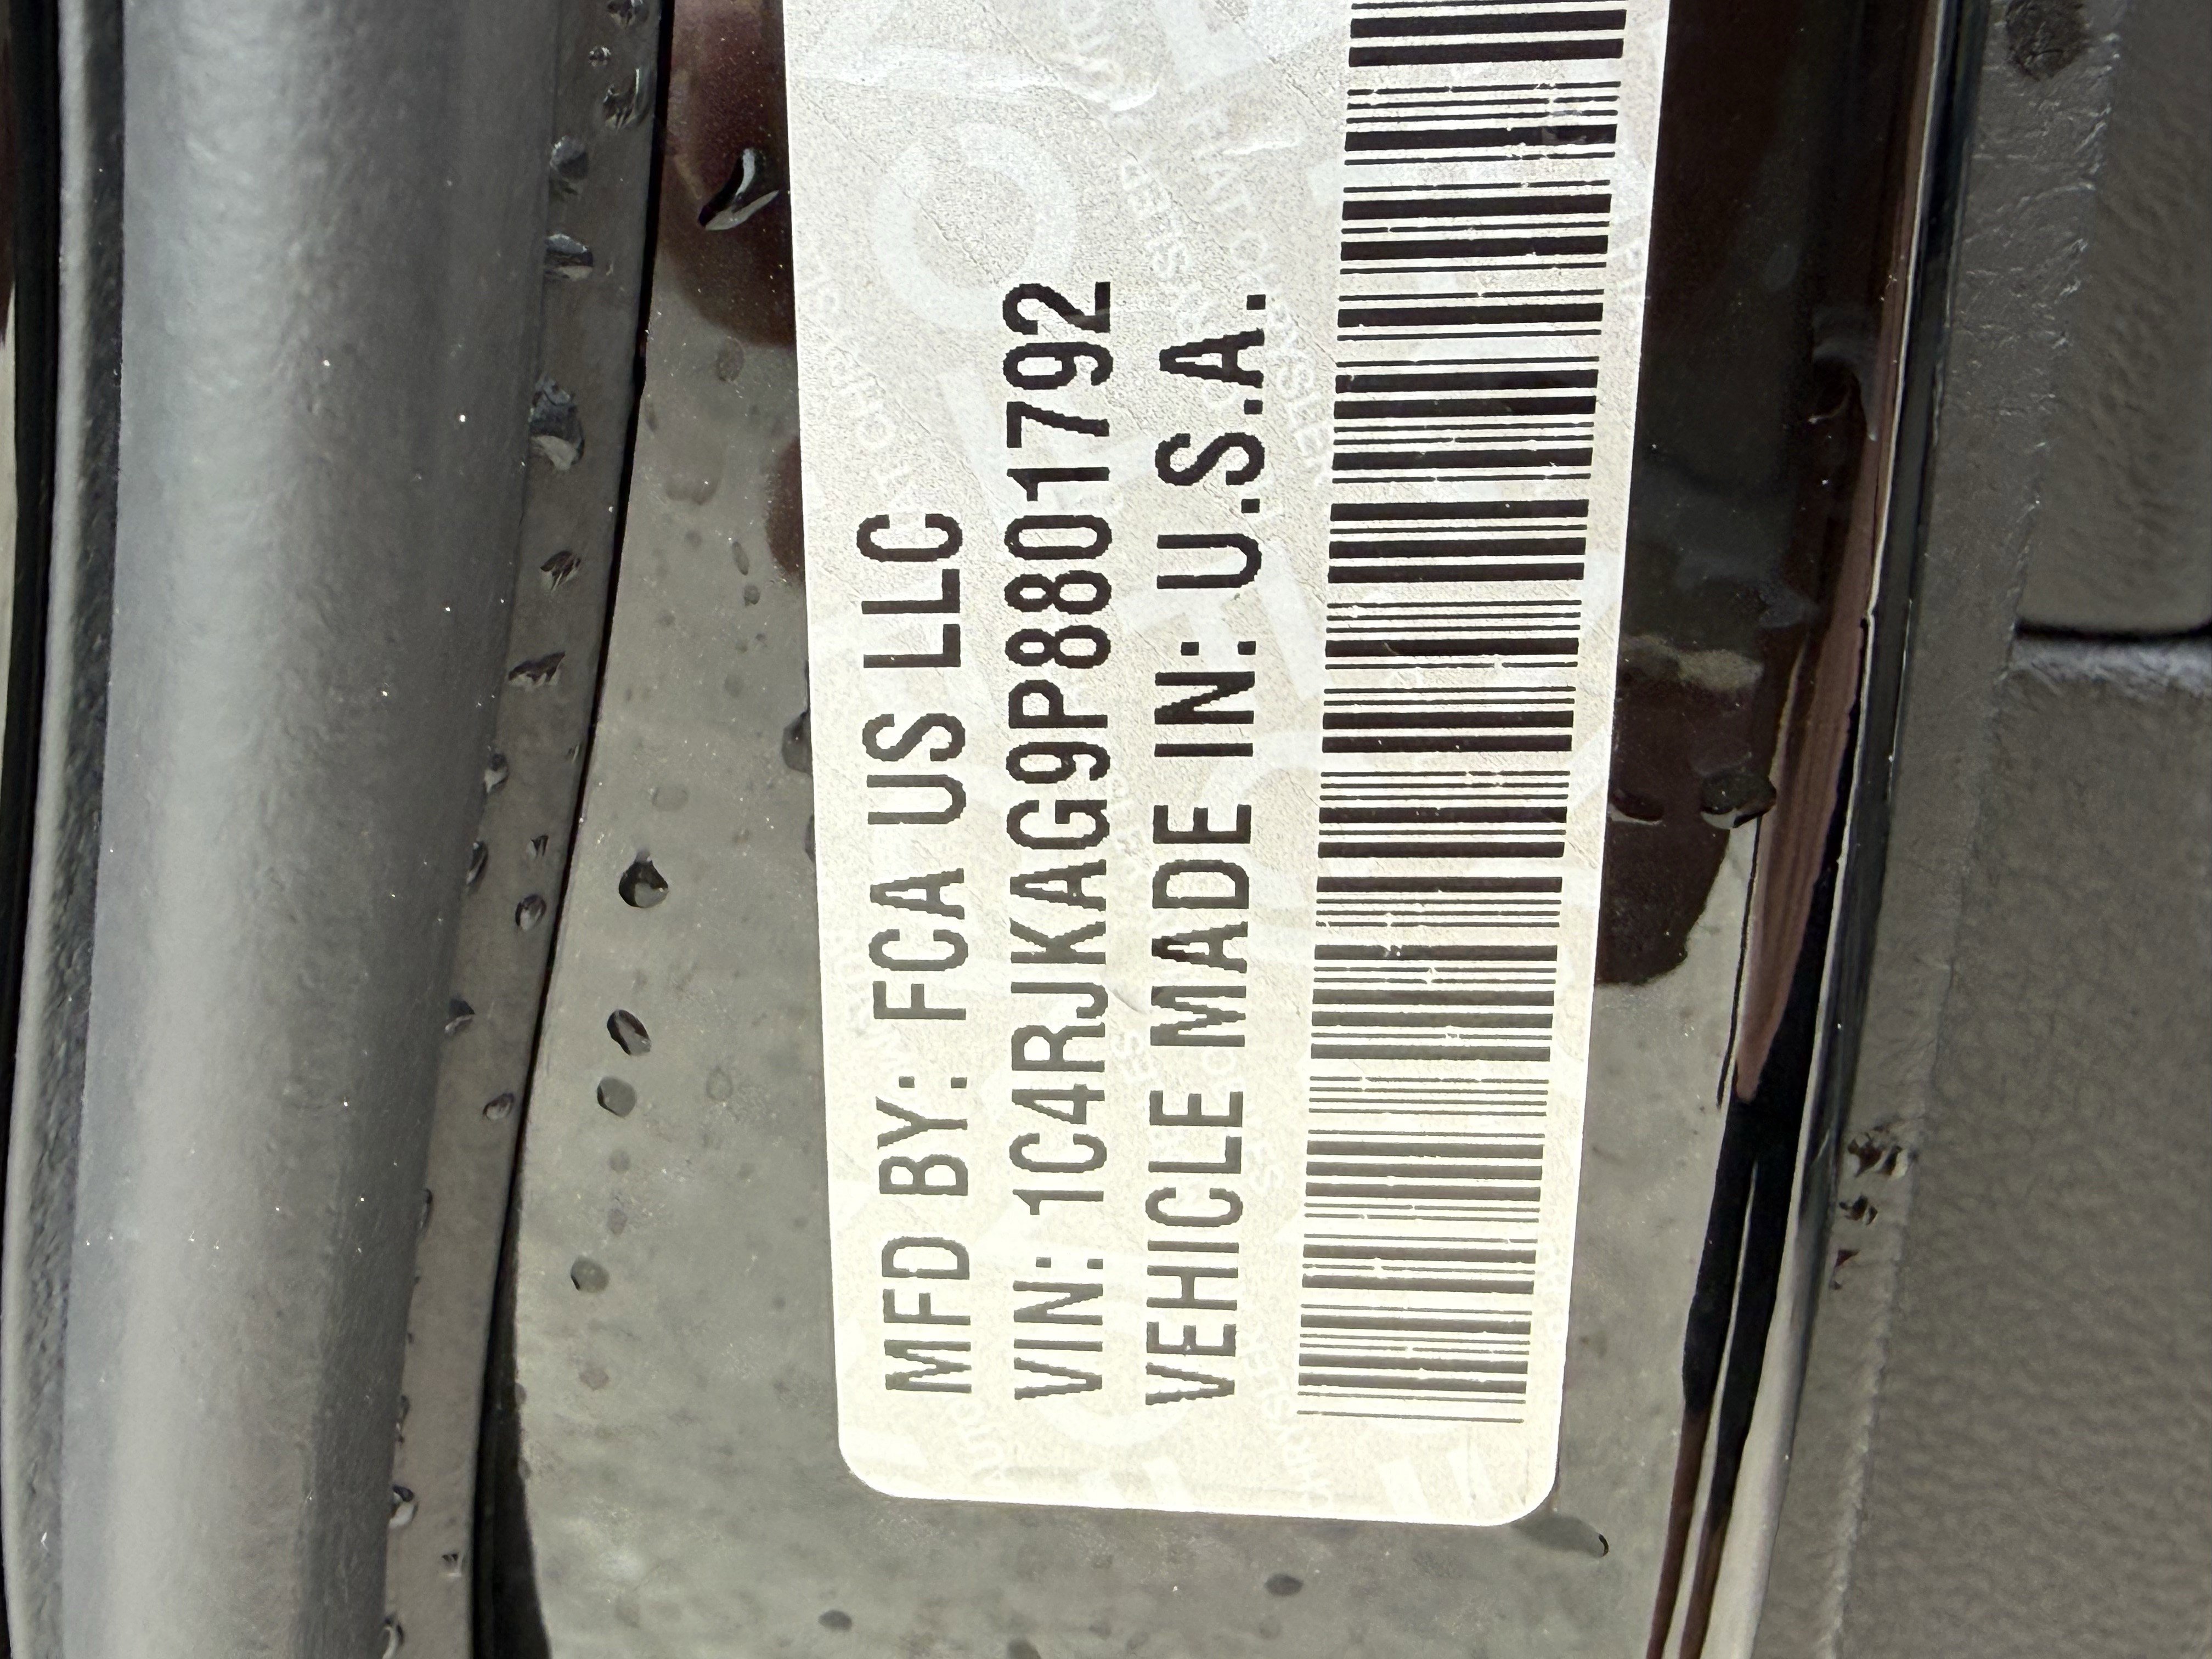 MFD BY: FCA US LLC
VIN: 1C4RJKAG9P8801792
VEHICLE MADE IN: U.S.A.